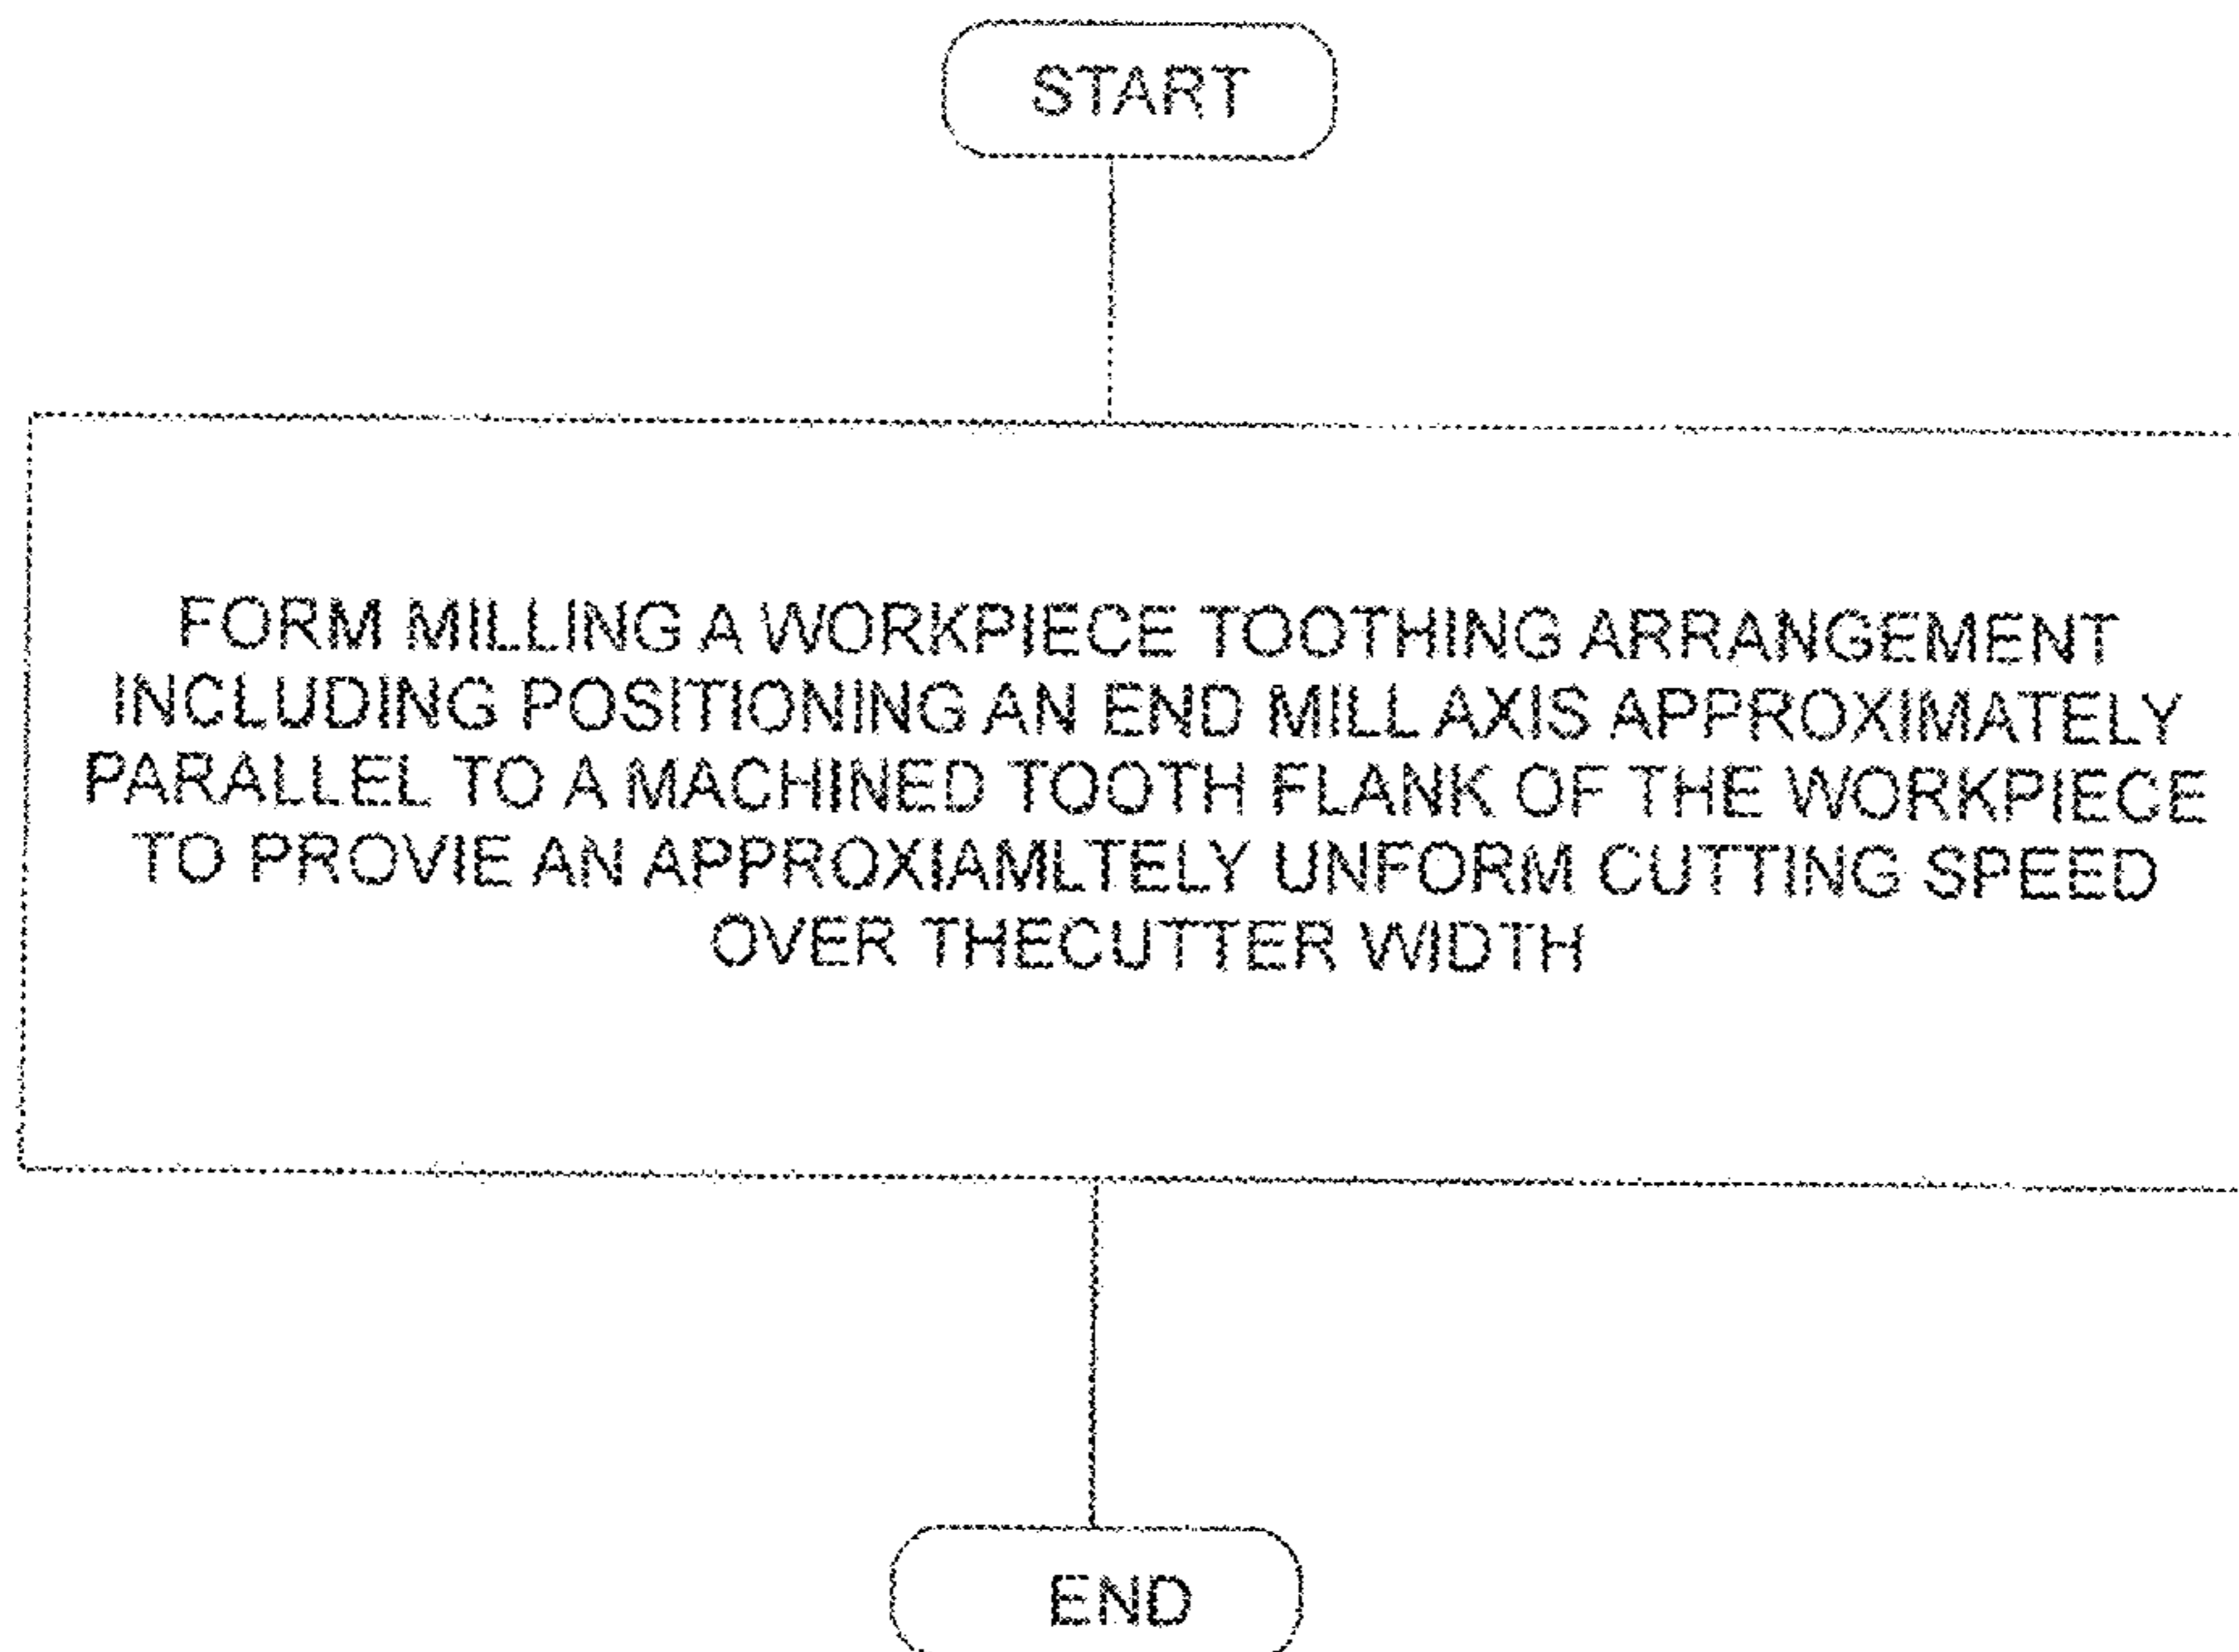 START
FORM MILLING A WORKPIECE TOOTHING ARRANGEMENT
INCLUDING POSITIONING AN END MILL AXIS APPROXIMATELY
PARALLEL TO A MACHINED TOOTH FLANK OF THE WORKPIECE
TO PROVIE AN APPROXIAMLTELY UNFORM CUTTING SPEED
OVER THECUTTER WIDTH
END